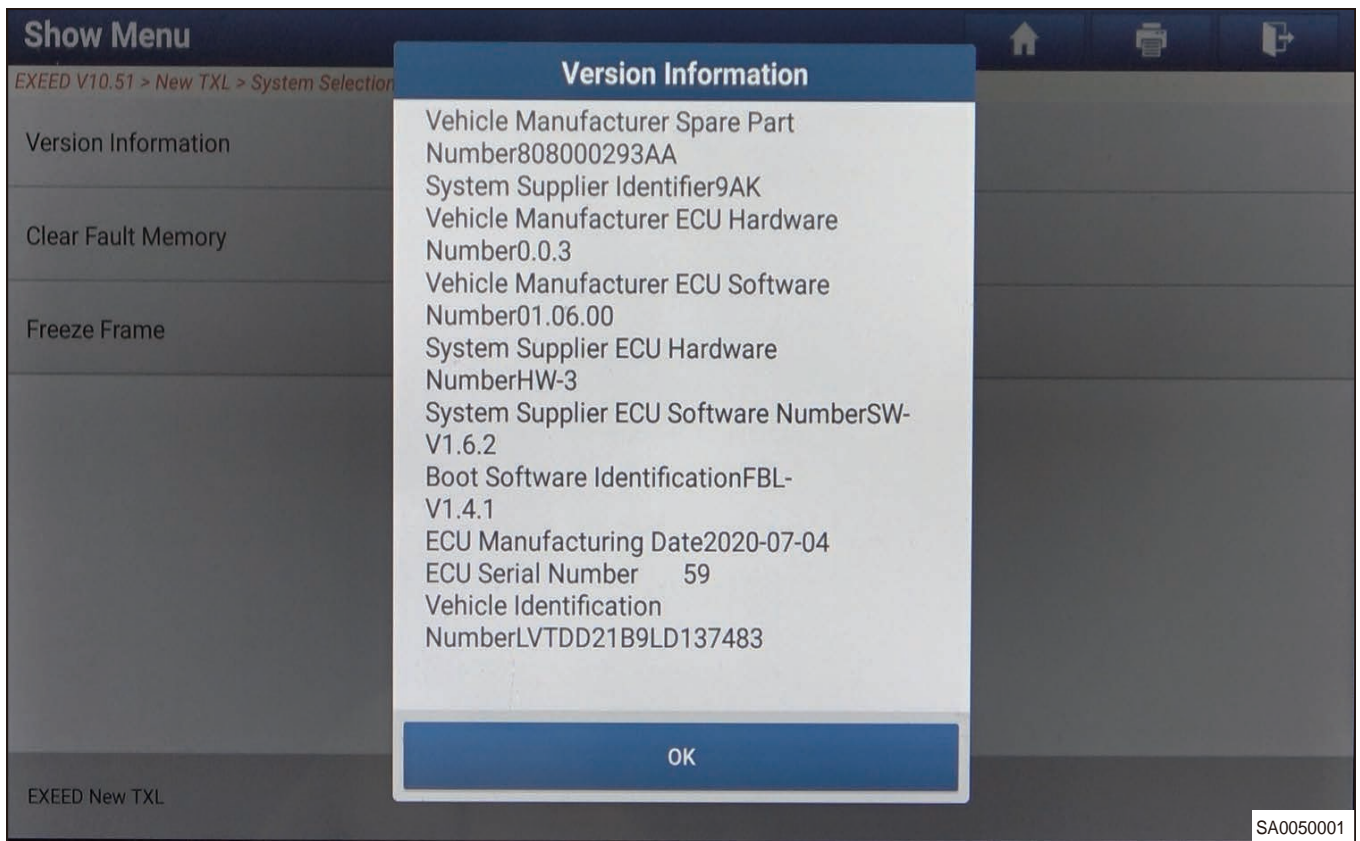 Show Menu
EXEED V10.51 > New TXL > System Selection
Version Information
Clear Fault Memory
Freeze Frame
Version Information
Vehicle Manufacturer Spare Part
Number808000293AA
System Supplier Identifier9AK
Vehicle Manufacturer ECU Hardware
Number0.0.3
Vehicle Manufacturer ECU Software
Number01.06.00
System Supplier ECU Hardware
NumberHW-3
System Supplier ECU Software NumberSW-
V1.6.2
Boot Software IdentificationFBL-
V1.4.1
ECU Manufacturing Date2020-07-04
ECU Serial Number 59
Vehicle Identification
NumberLVTDD21B9LD137483
OK
EXEED New TXL
SA0050001